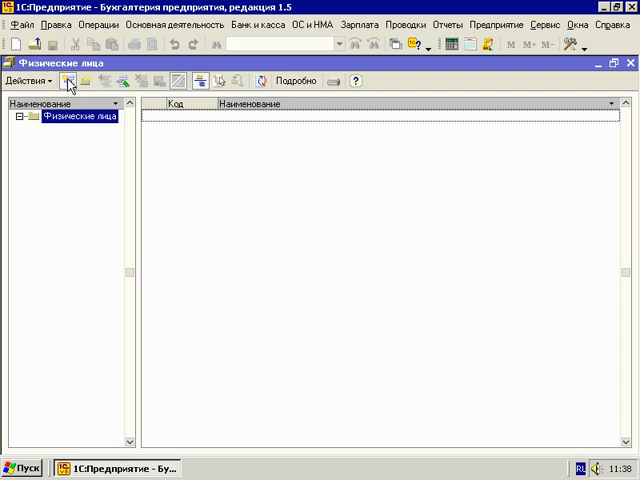 1С:Предприятие - Бухгалтерия предприятия, редакция 1.5
Файл Правка Операции Основная деятельность Банк и касса ОС и НМА Зарплата Проводки Отчеты Предприятие Сервис Окна Справка
M M+ M-
Физические лица
Действия Подробно
Наименование Код Наименование
Физические лица
Пуск 1С:Предприятие - Бу... RU 11:38